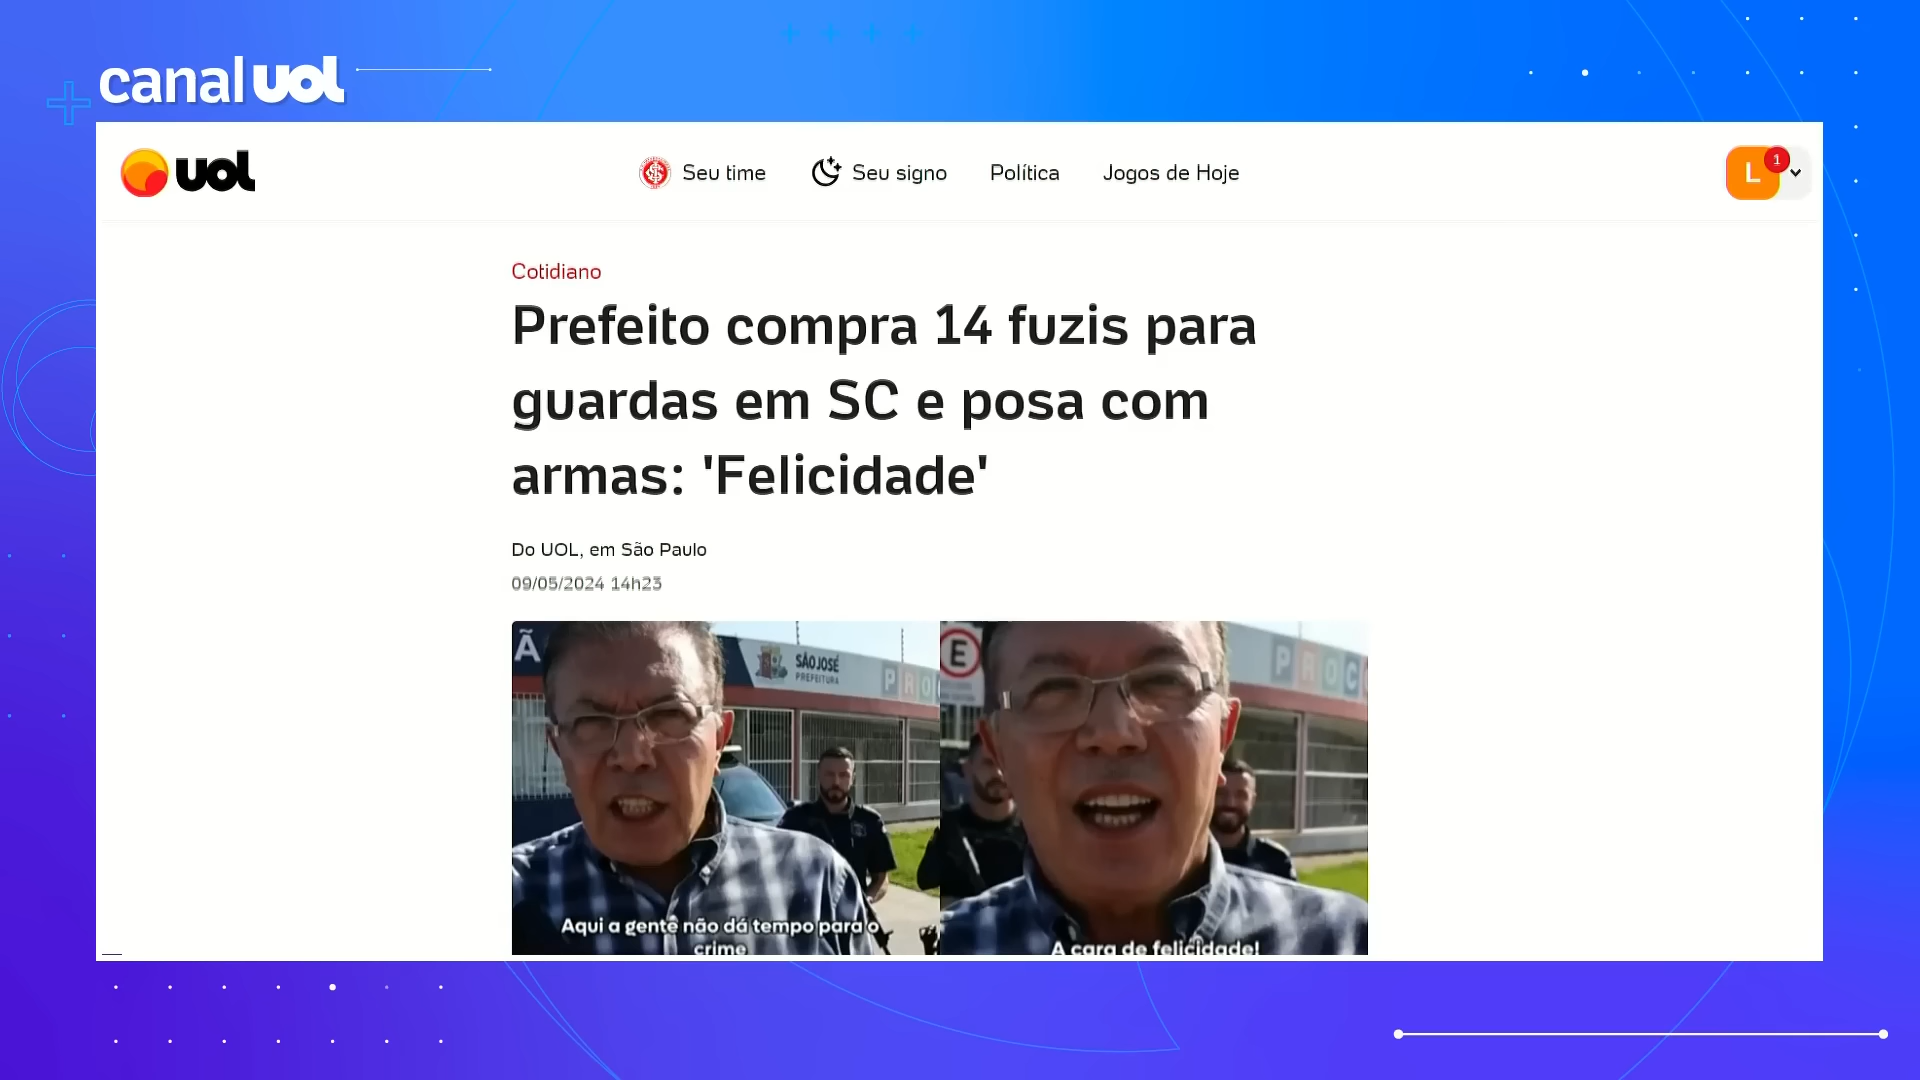 canal uol
uol
Seu time
Seu signo
Política
Jogos de Hoje
L
1
Cotidiano
Prefeito compra 14 fuzis para
guardas em SC e posa com
armas: 'Felicidade'
Do UOL, em São Paulo
09/05/2024 14h23
Ã
SÃO JOSÉ
PREFEITURA
PRO
E
PROC
Aqui a gente não dá tempo para o
crime
A cara de felicidade!